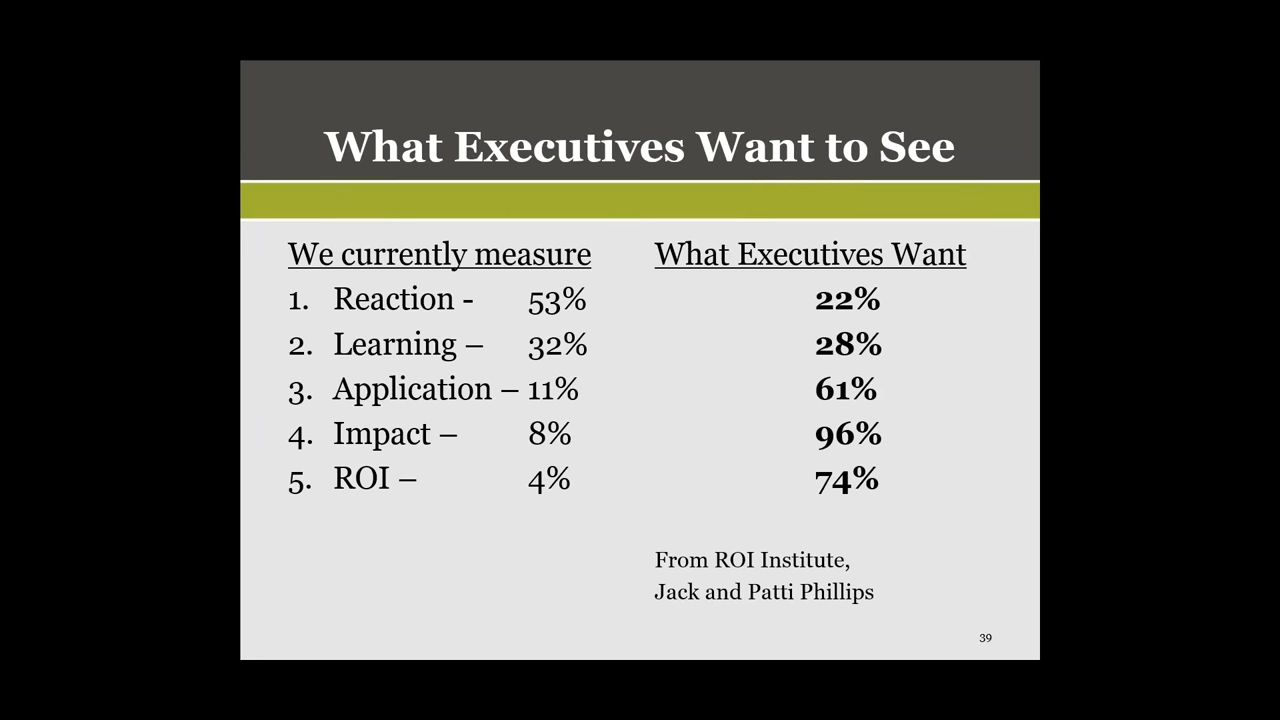 What Executives Want to See
We currently measure What Executives Want
1. Reaction - 53% 22%
2. Learning – 32% 28%
3. Application – 11% 61%
4. Impact – 8% 96%
5. ROI – 4% 74%
From ROI Institute,
Jack and Patti Phillips
39